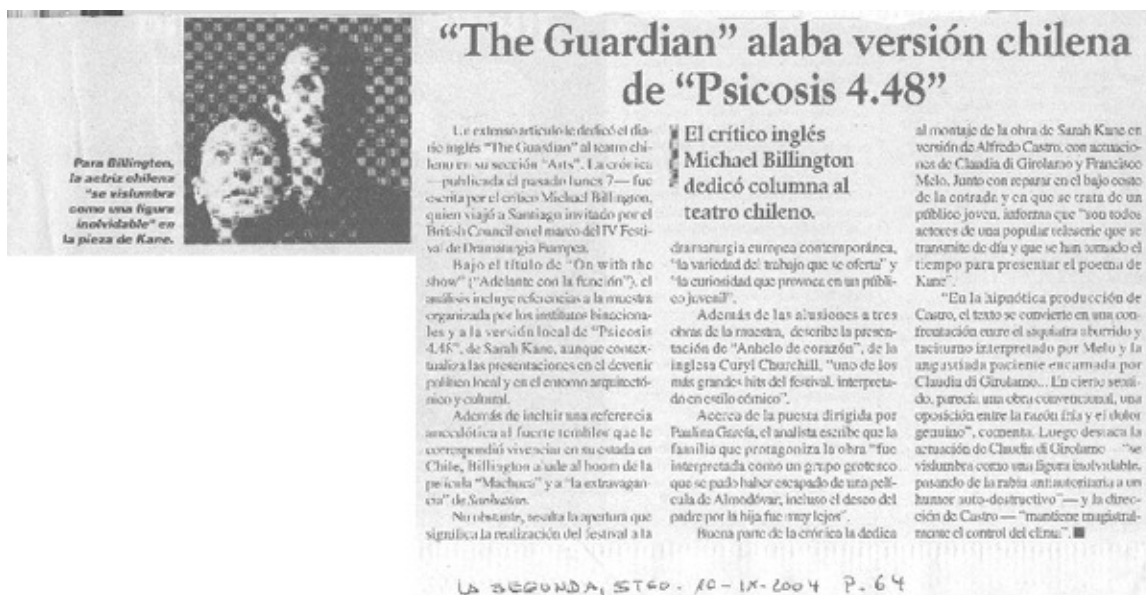 “The Guardian” alaba versión chilena
de “Psicosis 4.48”
Para Billington,
la actriz chilena
“se vislumbra
como una figura
inolvidable” en
la pieza de Kane.
Un extenso artículo le dedicó el dia-
rio inglés “The Guardian” al teatro chi-
leno en su sección “Arts”. La crónica
—publicada el pasado lunes 7— fue
escrita por el crítico Michael Billington,
quien viajó a Santiago invitado por el
British Council en el marco del IV Festi-
val de Dramaturgia Europea.
Bajo el título de “On with the
show” (“Adelante con la función”), el
análisis incluye referencias a la muestra
organizada por los institutos binaciona-
les y a la versión local de “Psicosis
4.48”, de Sarah Kane, aunque contex-
tualiza las presentaciones en el devenir
político local y en el entorno arquitectó-
nico y cultural.
Además de incluir una referencia
anecdótica al fuerte temblor que le
correspondió vivenciar en su estada en
Chile, Billington alude al boom de la
película “Machuca” y a “la extravagan-
cia” de
No obstante, resalta la apertura que
significa la realización del festival a la
El crítico inglés
Michael Billington
dedicó columna al
teatro chileno.
dramaturgia europea contemporánea,
“la variedad del trabajo que se oferta” y
“la curiosidad que provoca en un públi-
co juvenil”.
Además de las alusiones a tres
obras de la muestra, describe la presen-
tación de “Anhelo de corazón”, de la
inglesa Caryl Churchill, “uno de los
más grandes hits del festival, interpreta-
do en estilo cómico”.
Acerca de la puesta dirigida por
Paulina García, el analista escribe que la
familia que protagoniza la obra “fue
interpretada como un grupo grotesco
que se pudo haber escapado de una pelí-
cula de Almodóvar, incluso el deseo del
padre por la hija fue muy lejos”.
Buena parte de la crónica la dedica
al montaje de la obra de Sarah Kane en
versión de Alfredo Castro, con actuacio-
nes de Claudia di Girolamo y Francisco
Melo. Junto con reparar en el bajo costo
de la entrada y en que se trata de un
público joven, informa que “son todos
actores de una popular teleserie que se
transmite de día y que se han tomado el
tiempo para presentar el poema de
Kane”.
“En la hipnótica producción de
Castro, el texto se convierte en una con-
frontación entre el siquiatra aburrido y
taciturno interpretado por Melo y la
angustiada paciente encarnada por
Claudia di Girolamo... En cierto senti-
do, parecía una obra convencional, una
oposición entre la razón fría y el dolor
genuino”, comenta. Luego destaca la
actuación de Claudia di Girolamo —“se
vislumbra como una figura inolvidable,
pasando de la rabia antiautoritaria a un
humor auto-destructivo”— y la direc-
ción de Castro —“mantiene magistral-
mente el control del clima”.
LA SEGUNDA, STGO. 10-IX-2004 P. 64